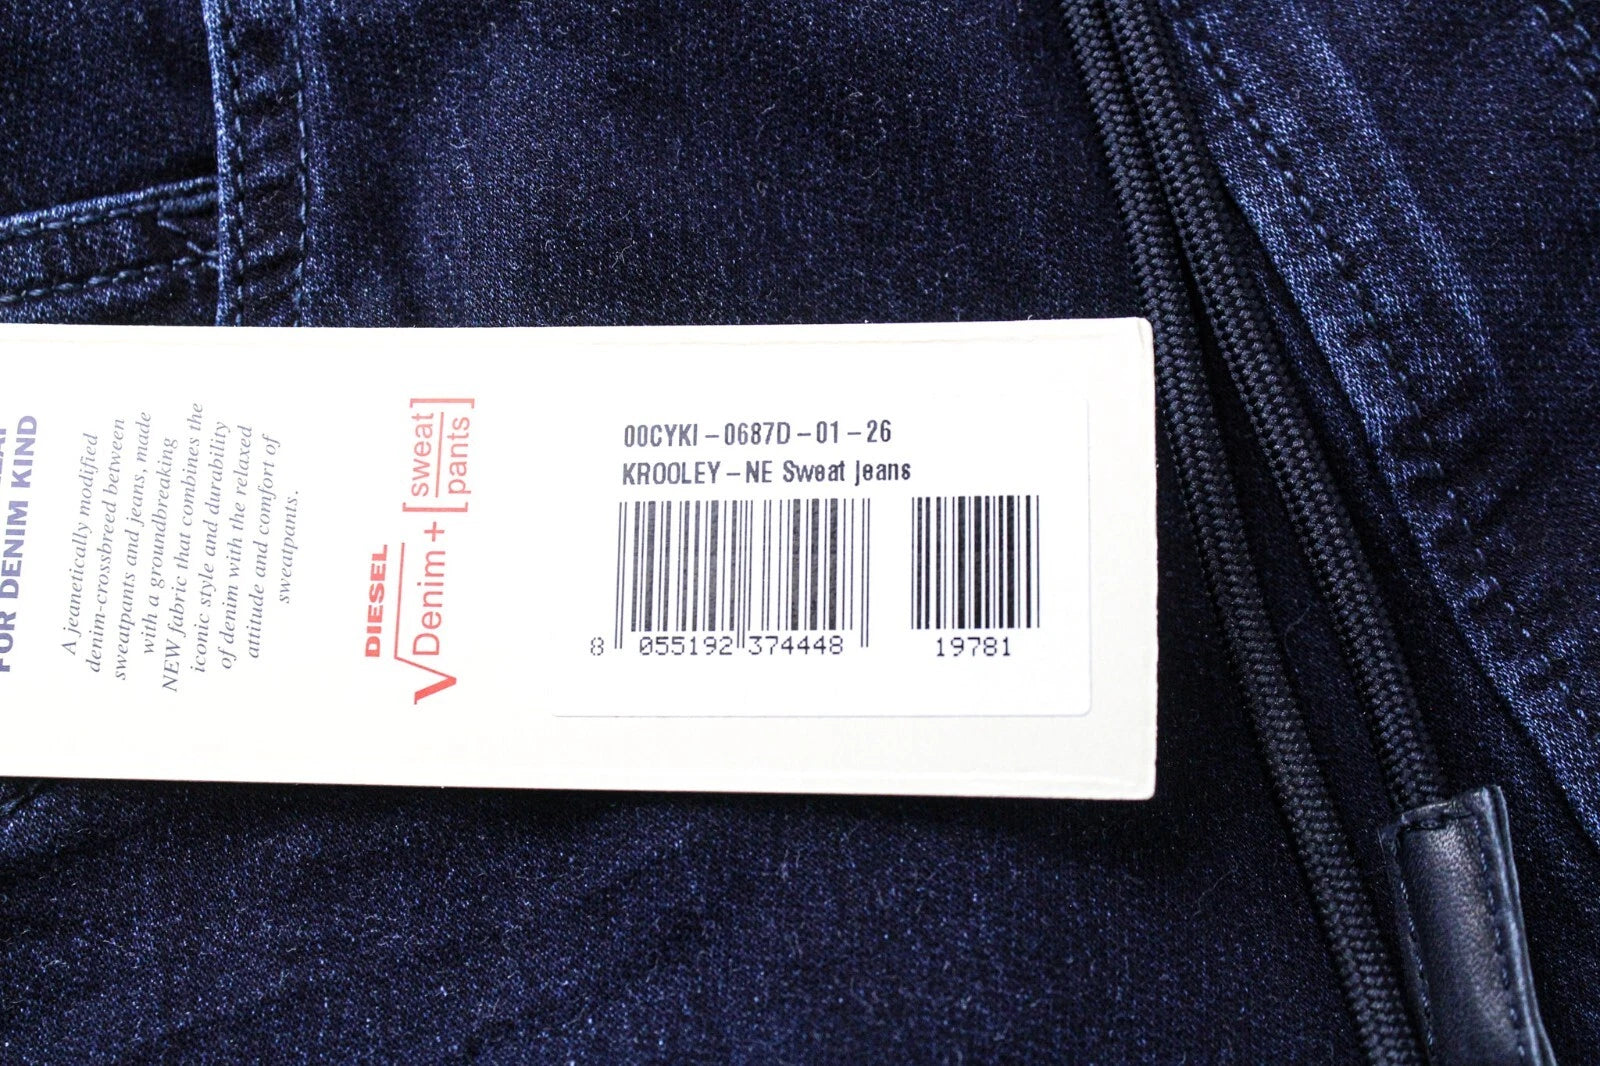 FOR DENIM KIND
A jeanetically modified
denim-crossbreed between
sweatpants and jeans, made
with a groundbreaking
NEW fabric that combines the
iconic style and durability
of denim with the relaxed
attitude and comfort of
sweatpants.
DIESEL
Denim+[sweat
pants]
00CYKI-0687D-01-26
KROOLEY-NE Sweat jeans
8 055192 374448
19781